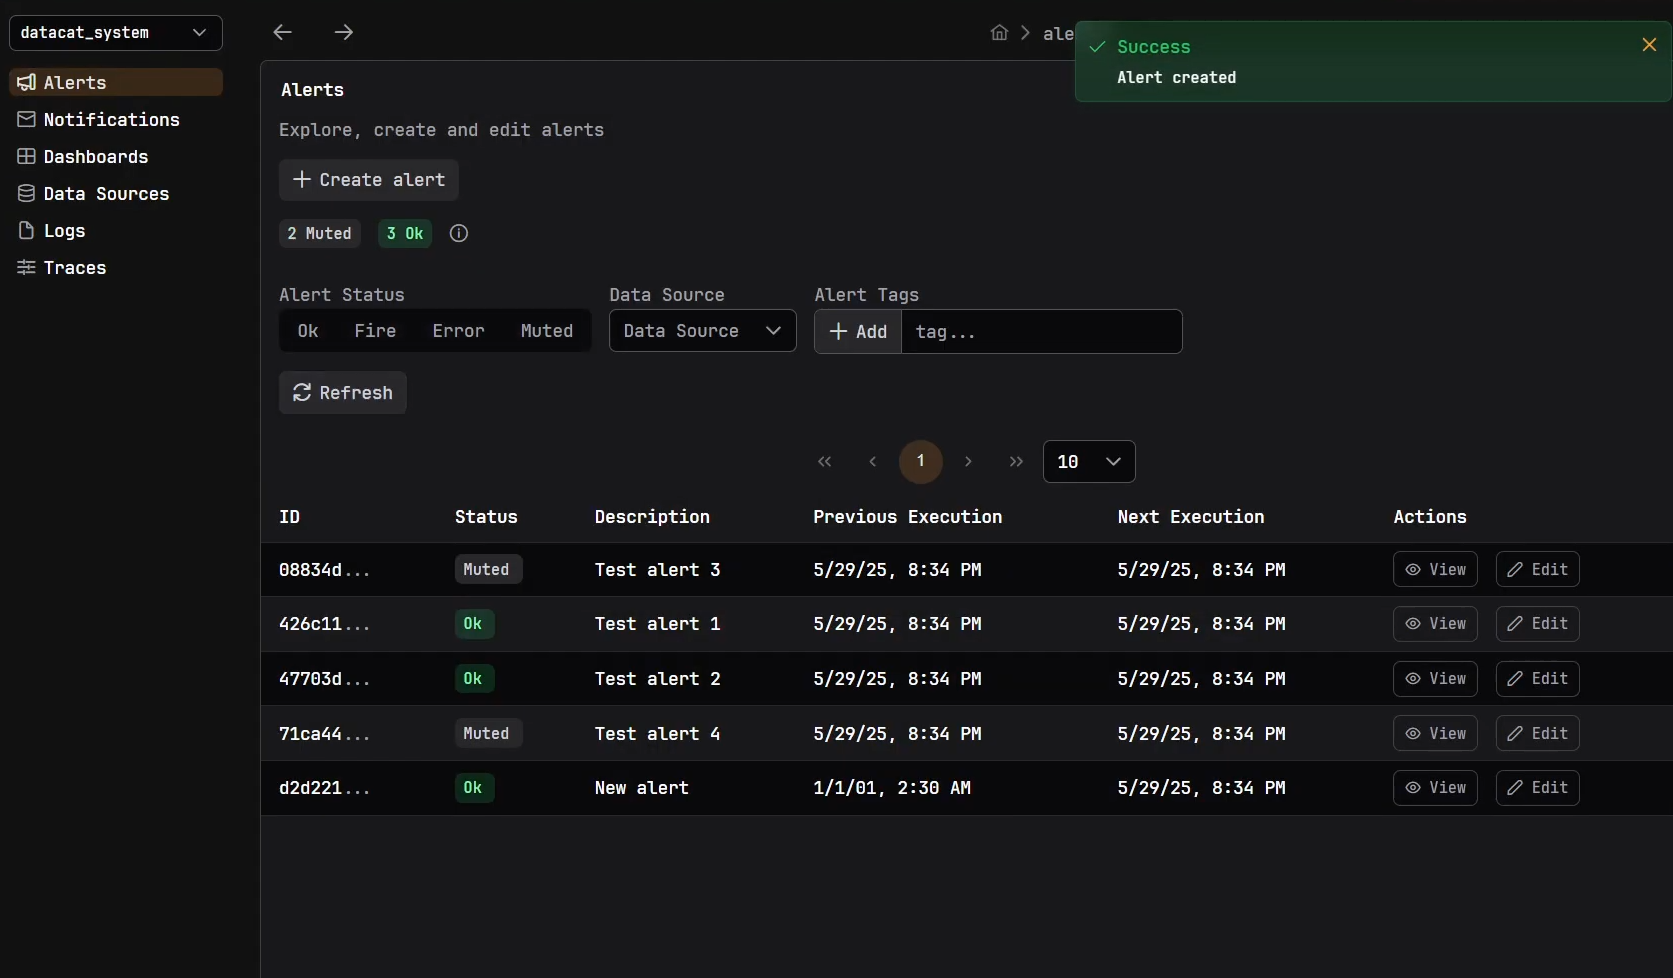 datacat_system
Alerts
Notifications
Dashboards
Data Sources
Logs
Traces
ale
Success
Alert created
Alerts
Explore, create and edit alerts
Create alert
2 Muted 3 Ok
Alert Status Data Source Alert Tags
Ok Fire Error Muted Data Source Add tag...
Refresh
« ‹ 1 › » 10
ID Status Description Previous Execution Next Execution Actions
08834d... Muted Test alert 3 5/29/25, 8:34 PM 5/29/25, 8:34 PM View Edit
426c11... Ok Test alert 1 5/29/25, 8:34 PM 5/29/25, 8:34 PM View Edit
47703d... Ok Test alert 2 5/29/25, 8:34 PM 5/29/25, 8:34 PM View Edit
71ca44... Muted Test alert 4 5/29/25, 8:34 PM 5/29/25, 8:34 PM View Edit
d2d221... Ok New alert 1/1/01, 2:30 AM 5/29/25, 8:34 PM View Edit